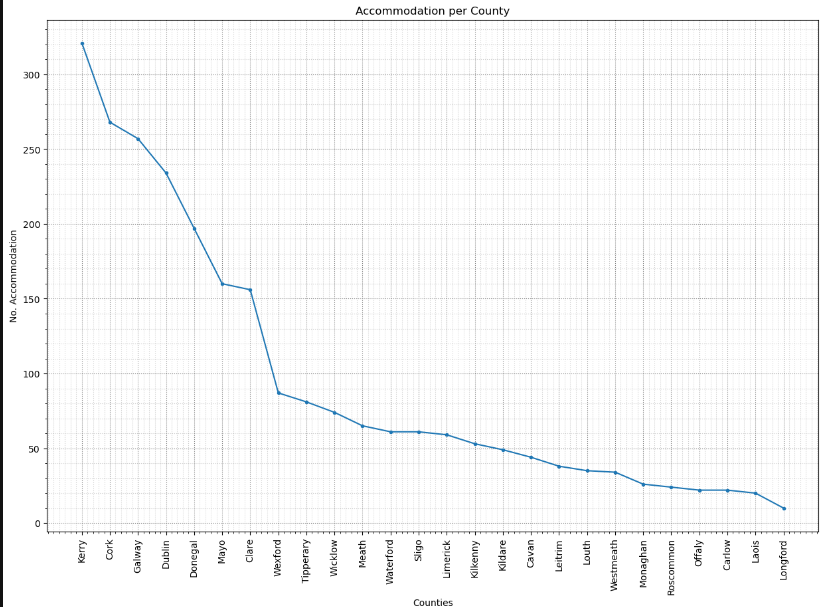 Accommodation per County
No. Accommodation
300
250
200
150
100
50
0
Kerry
Cork
Galway
Dublin
Donegal
Mayo
Clare
Wexford
Tipperary
Wicklow
Meath
Waterford
Sligo
Limerick
Kilkenny
Kildare
Cavan
Leitrim
Louth
Westmeath
Monaghan
Roscommon
Offaly
Carlow
Laois
Longford
Counties